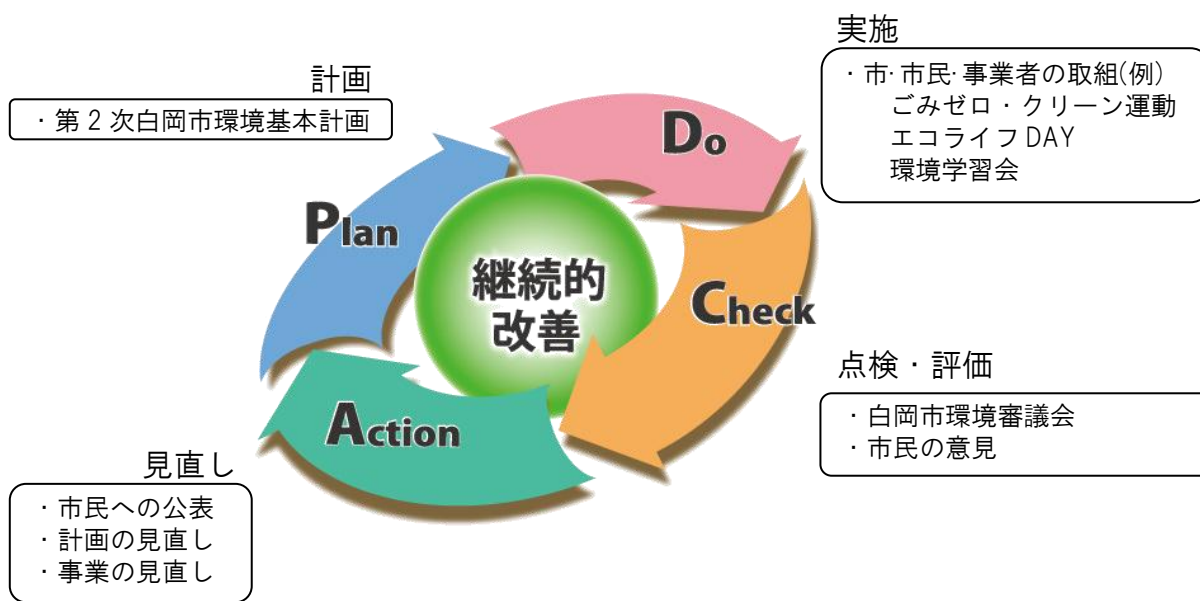 計画
・第2次白岡市環境基本計画
実施
・市・市民・事業者の取組(例)
ごみゼロ・クリーン運動
エコライフDAY
環境学習会
Plan
Do
Check
Action
継続的
改善
点検・評価
・白岡市環境審議会
・市民の意見
見直し
・市民への公表
・計画の見直し
・事業の見直し